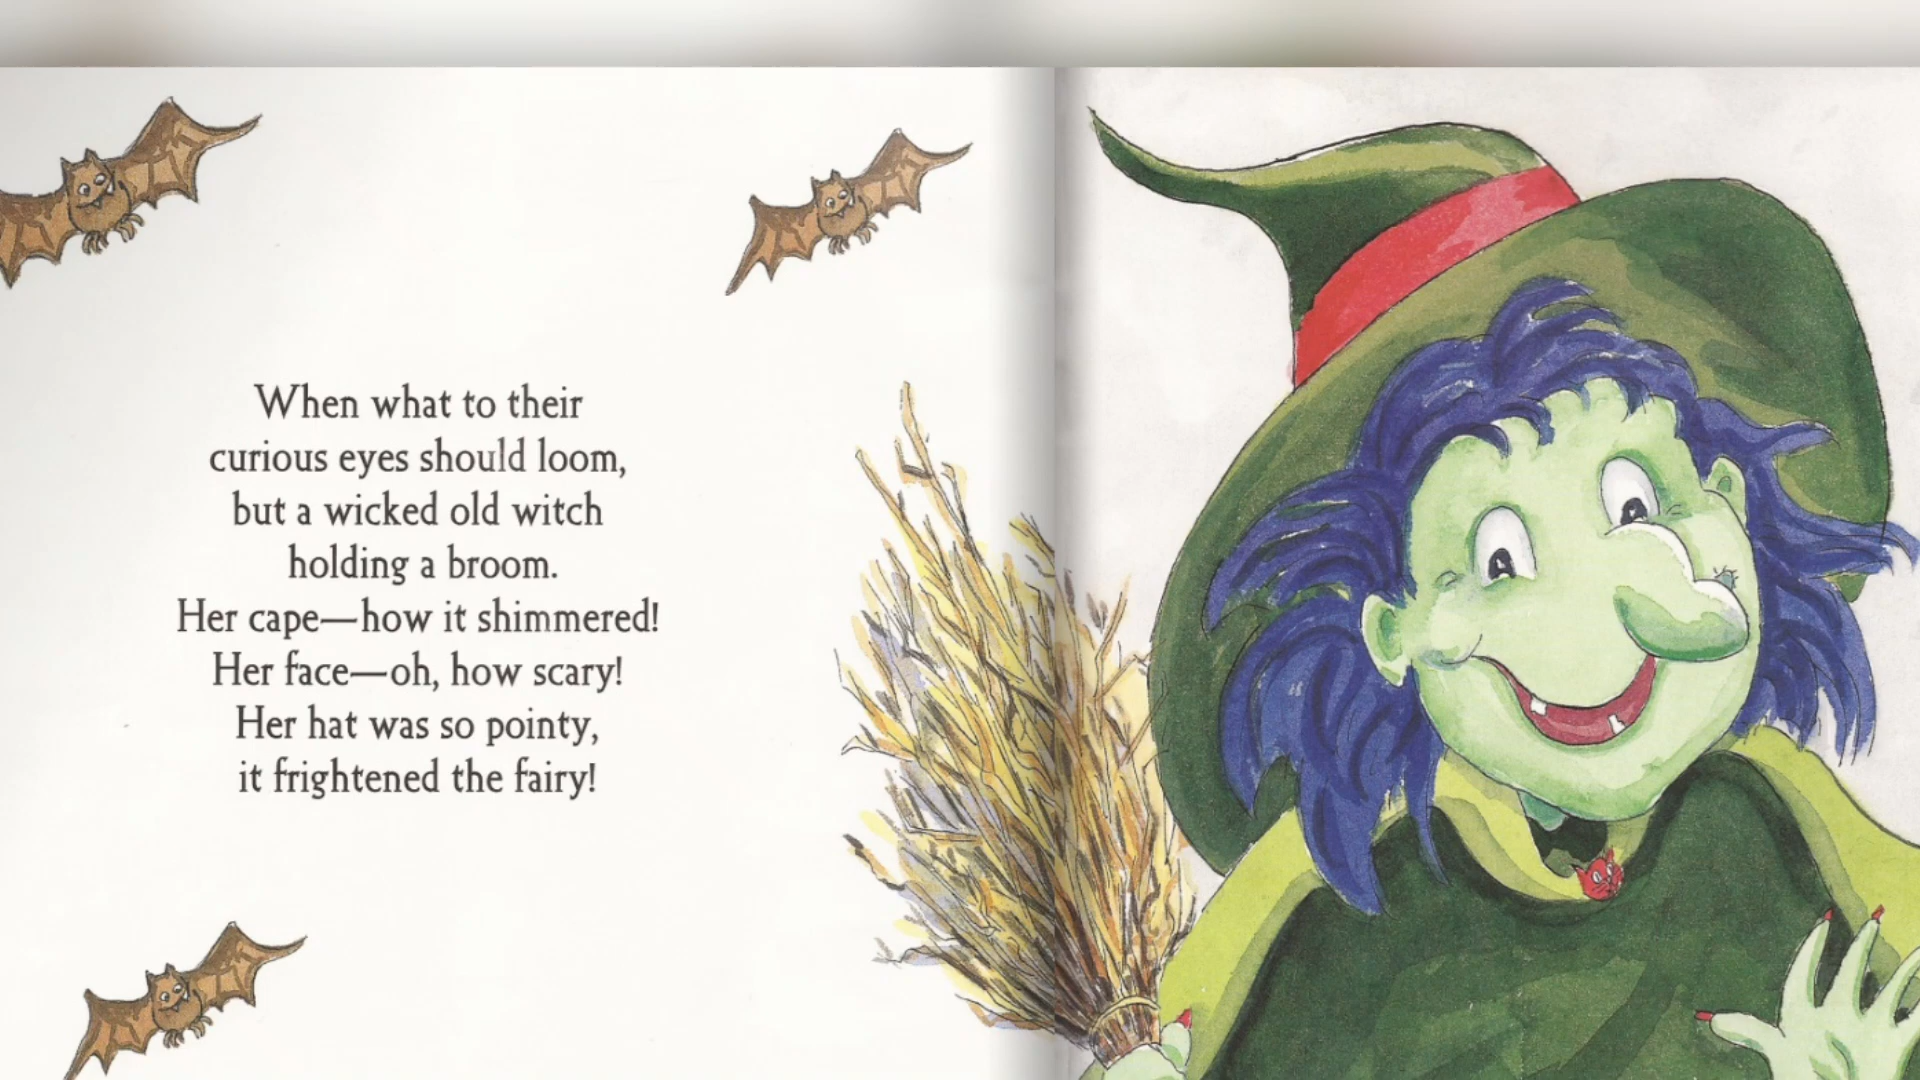 When what to their
curious eyes should loom,
but a wicked old witch
holding a broom.
Her cape—how it shimmered!
Her face—oh, how scary!
Her hat was so pointy,
it frightened the fairy!